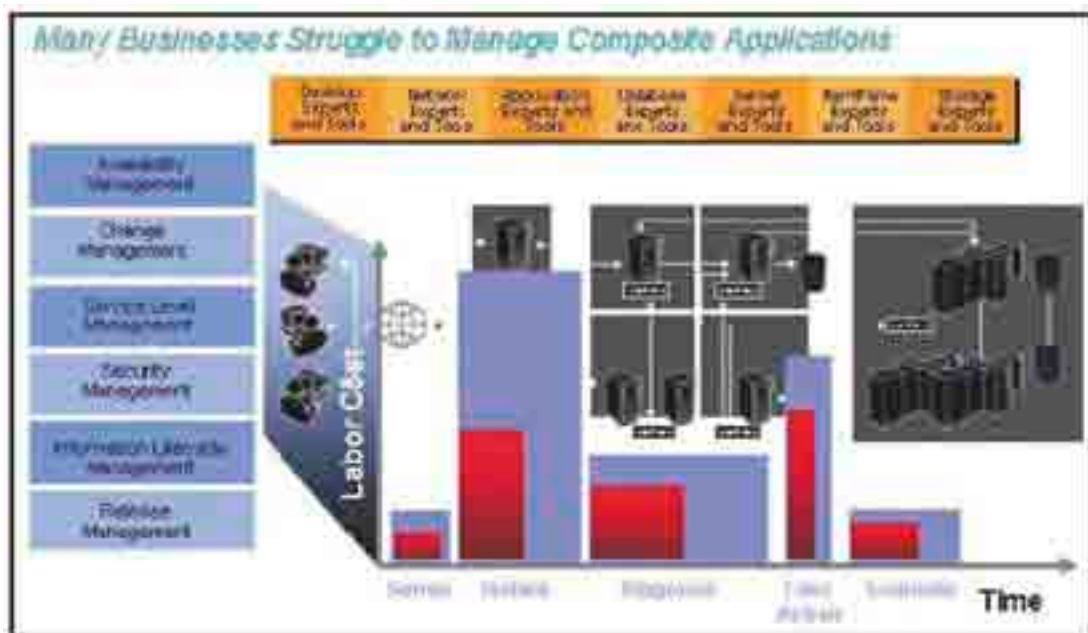 Many Businesses Struggle to Manage Composite Applications
Desktop
Experts
and Tools
Network
Experts
and Tools
Application
Experts and
Tools
Database
Experts
and Tools
Server
Experts
and Tools
Mainframe
Experts
and Tools
Storage
Experts
and Tools
Availability
Management
Change
Management
Service Level
Management
Security
Management
Information Lifecycle
Management
Release
Management
Labor Cost
Sense
Isolate
Diagnose
Take
Action
Evaluate
Time